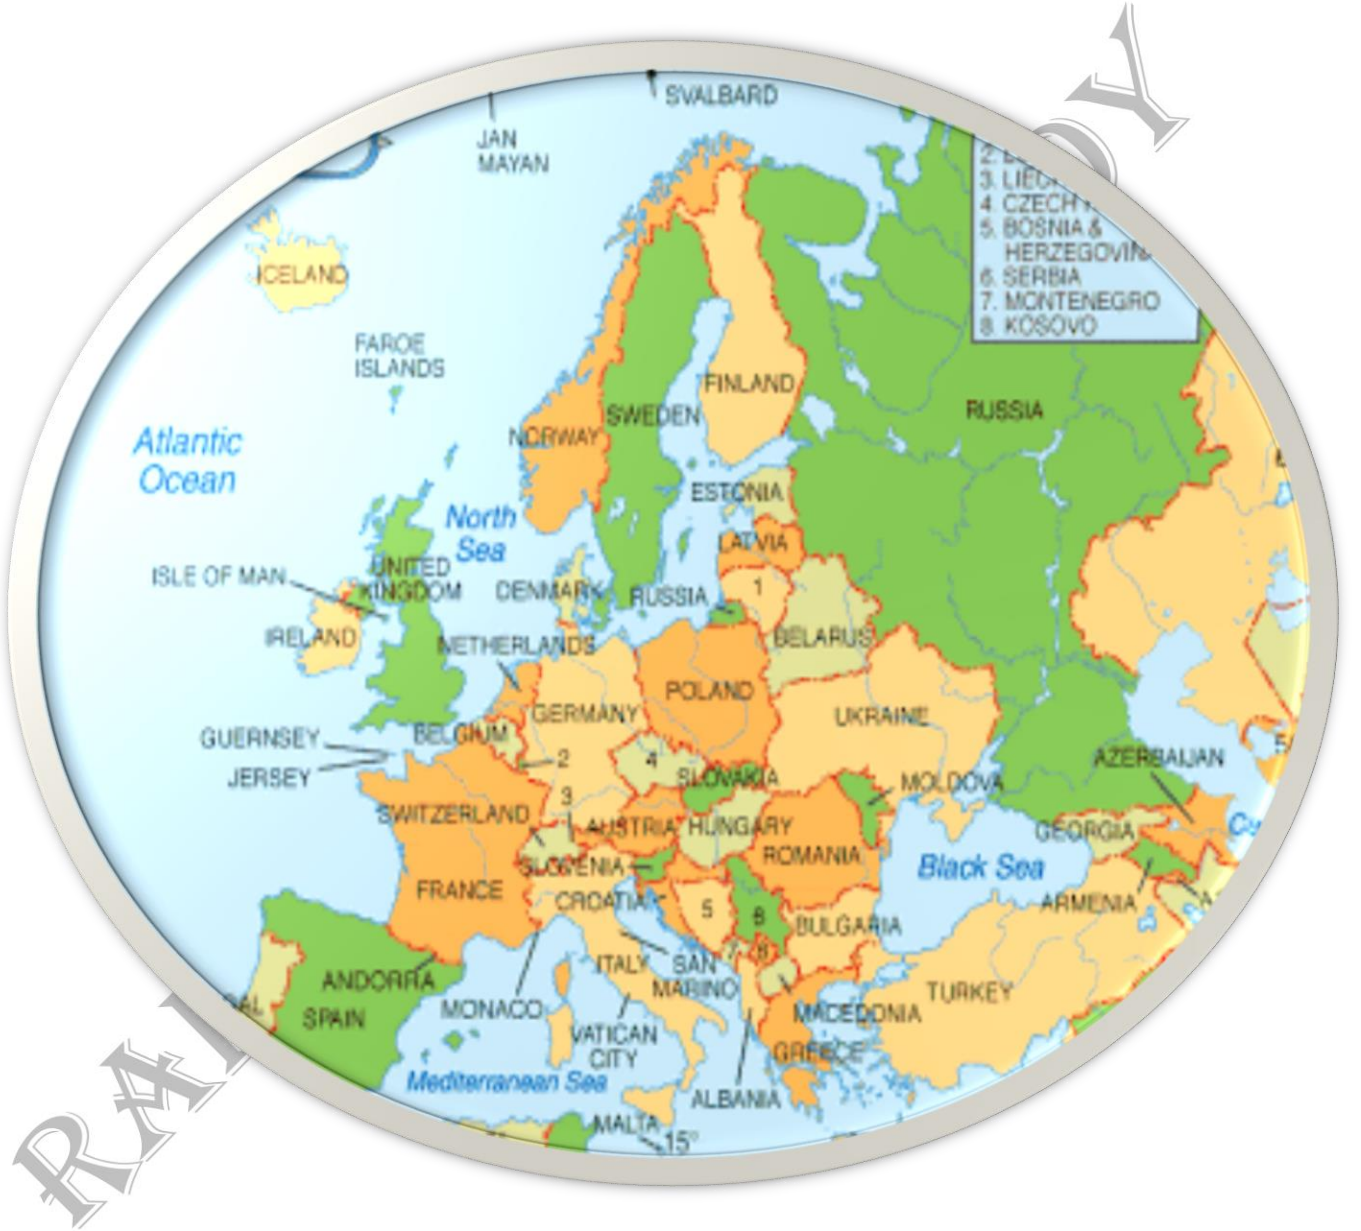 SVALBARD
JAN
MAYAN
3. LIECH
4. CZECH
5. BOSNIA &
HERZEGOVINA
6. SERBIA
7. MONTENEGRO
8. KOSOVO
ICELAND
FAROE
ISLANDS
FINLAND
SWEDEN
RUSSIA
NORWAY
Atlantic
Ocean
ESTONIA
North
Sea
LATVIA
ISLE OF MAN
UNITED
KINGDOM
DENMARK
RUSSIA
1
IRELAND
NETHERLANDS
BELARUS
POLAND
GERMANY
UKRAINE
GUERNSEY
BELGIUM
JERSEY
2
4
SLOVAKIA
AZERBAIJAN
5
MOLDOVA
3
SWITZERLAND
AUSTRIA
HUNGARY
GEORGIA
ROMANIA
SLOVENIA
Black Sea
FRANCE
CROATIA
5
6
ARMENIA
BULGARIA
7
8
ITALY
SAN
MARINO
ANDORRA
SPAIN
MONACO
TURKEY
MACEDONIA
VATICAN
CITY
GREECE
Mediterranean Sea
ALBANIA
MALTA
15°